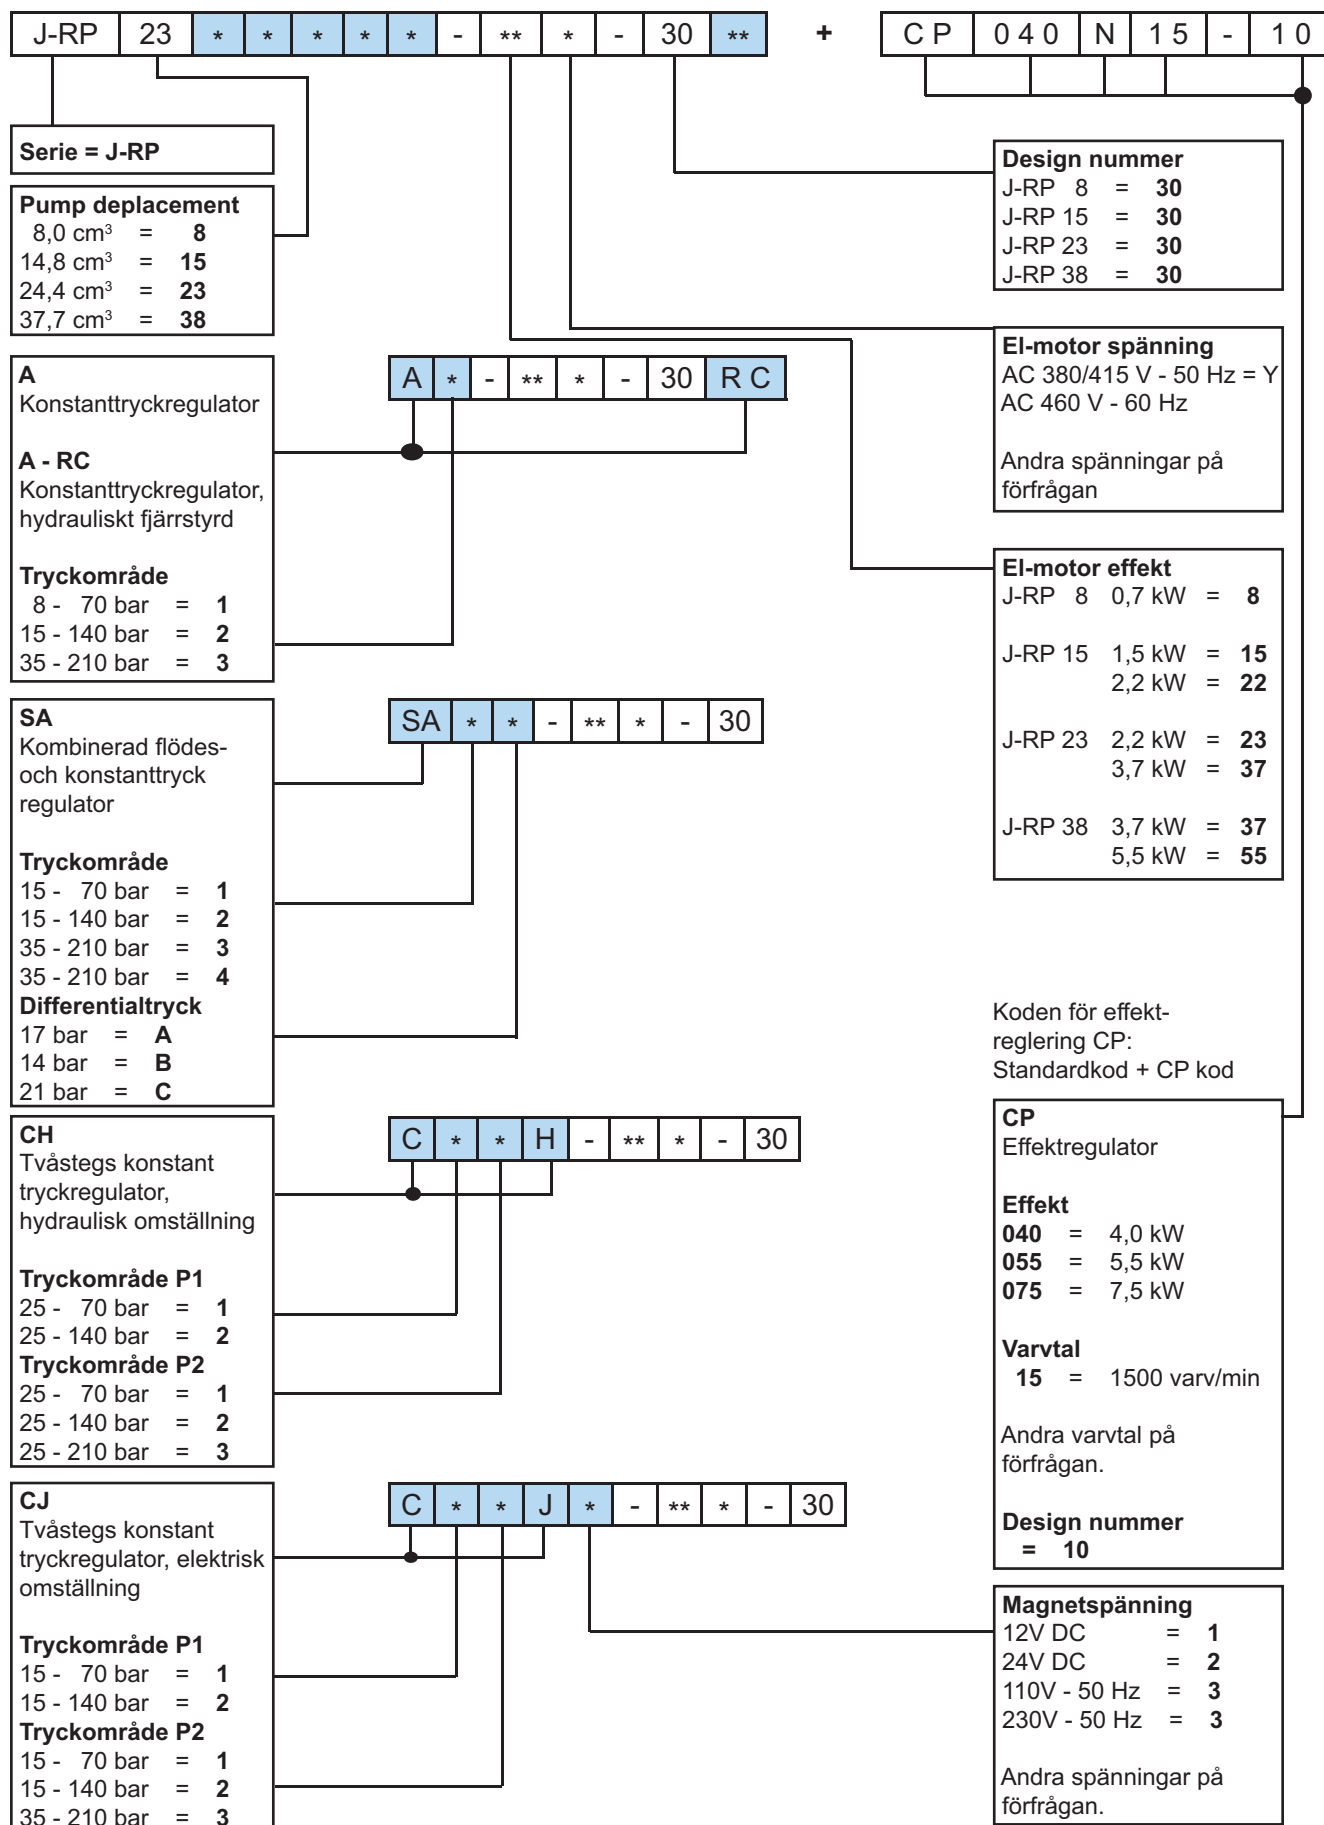 J-RP 23 * * * * * - ** * - 30 ** + CP 040 N 15 - 10
Serie = J-RP
Pump deplacement
8,0 cm³ = 8
14,8 cm³ = 15
24,4 cm³ = 23
37,7 cm³ = 38
Design nummer
J-RP 8 = 30
J-RP 15 = 30
J-RP 23 = 30
J-RP 38 = 30
El-motor spänning
AC 380/415 V - 50 Hz = Y
AC 460 V - 60 Hz
Andra spänningar på
förfrågan
A * - ** * - 30 R C
A
Konstanttryckregulator
A - RC
Konstanttryckregulator,
hydrauliskt fjärrstyrd
Tryckområde
8 - 70 bar = 1
15 - 140 bar = 2
35 - 210 bar = 3
El-motor effekt
J-RP 8 0,7 kW = 8
J-RP 15 1,5 kW = 15
2,2 kW = 22
J-RP 23 2,2 kW = 23
3,7 kW = 37
J-RP 38 3,7 kW = 37
5,5 kW = 55
SA * * - ** * - 30
SA
Kombinerad flödes-
och konstanttryck
regulator
Tryckområde
15 - 70 bar = 1
15 - 140 bar = 2
35 - 210 bar = 3
35 - 210 bar = 4
Differentialtryck
17 bar = A
14 bar = B
21 bar = C
Koden för effekt-
reglering CP:
Standardkod + CP kod
C * * H - ** * - 30
CH
Tvåstegs konstant
tryckregulator,
hydraulisk omställning
Tryckområde P1
25 - 70 bar = 1
25 - 140 bar = 2
Tryckområde P2
25 - 70 bar = 1
25 - 140 bar = 2
25 - 210 bar = 3
CP
Effektregulator
Effekt
040 = 4,0 kW
055 = 5,5 kW
075 = 7,5 kW
Varvtal
15 = 1500 varv/min
Andra varvtal på
förfrågan.
Design nummer
= 10
C * * J * - ** * - 30
CJ
Tvåstegs konstant
tryckregulator, elektrisk
omställning
Tryckområde P1
15 - 70 bar = 1
15 - 140 bar = 2
Tryckområde P2
15 - 70 bar = 1
15 - 140 bar = 2
35 - 210 bar = 3
Magnetspänning
12V DC = 1
24V DC = 2
110V - 50 Hz = 3
230V - 50 Hz = 3
Andra spänningar på
förfrågan.